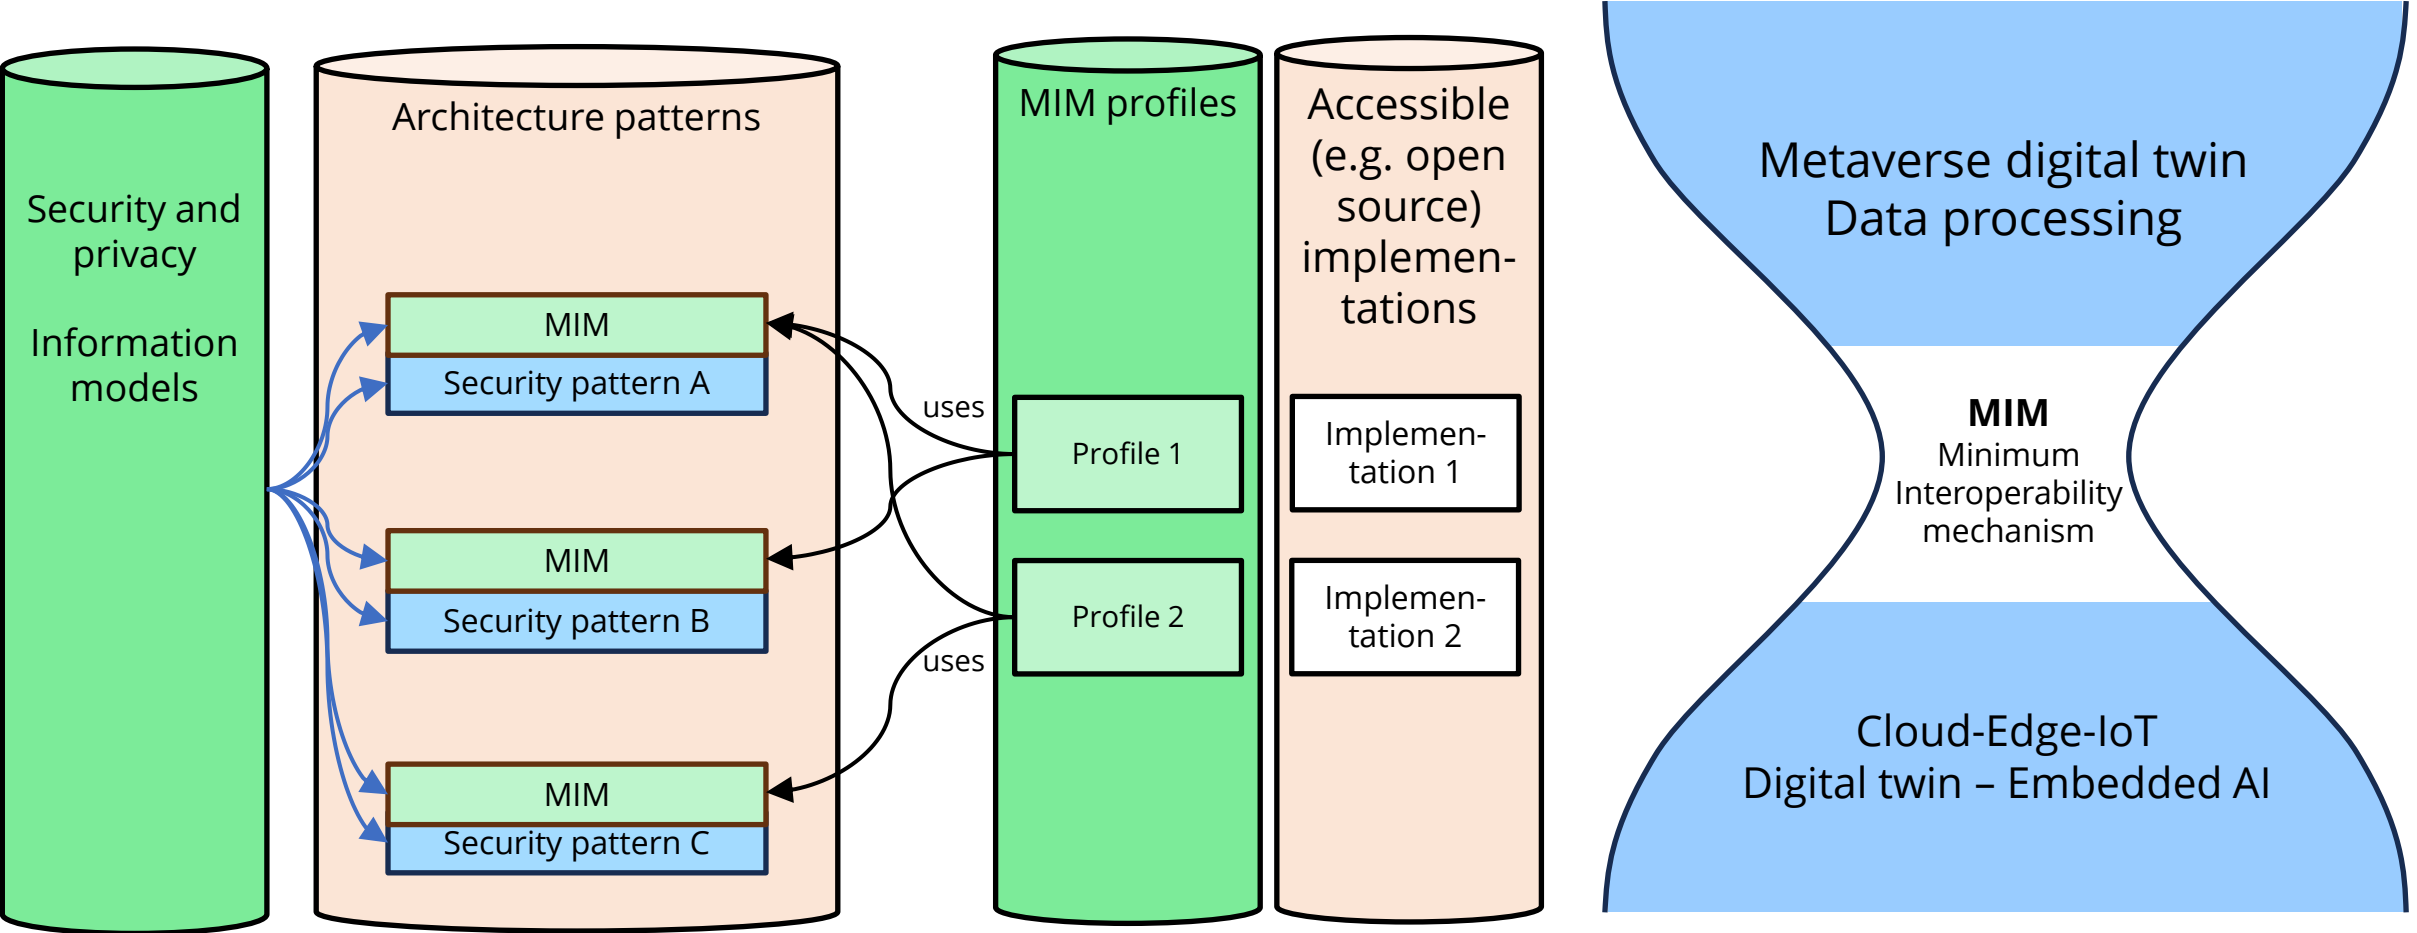 Security and
privacy
Information
models
Architecture patterns
MIM
Security pattern A
MIM
Security pattern B
MIM
Security pattern C
uses
uses
MIM profiles
Profile 1
Profile 2
Accessible
(e.g. open
source)
implemen-
tations
Implemen-
tation 1
Implemen-
tation 2
Metaverse digital twin
Data processing
MIM
Minimum
Interoperability
mechanism
Cloud-Edge-IoT
Digital twin – Embedded AI